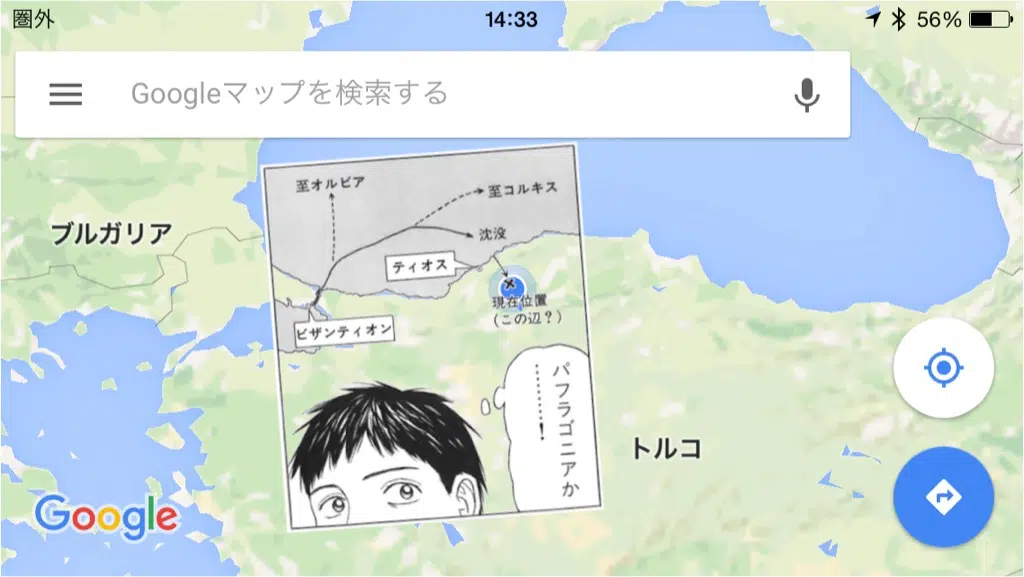 圏外
14:33
56%
Googleマップを検索する
至オルビア
至コルキス
沈没
ティオス
ブルガリア
現在位置
(この辺?)
ビザンティオン
パフラゴニアか
………!
トルコ
Google